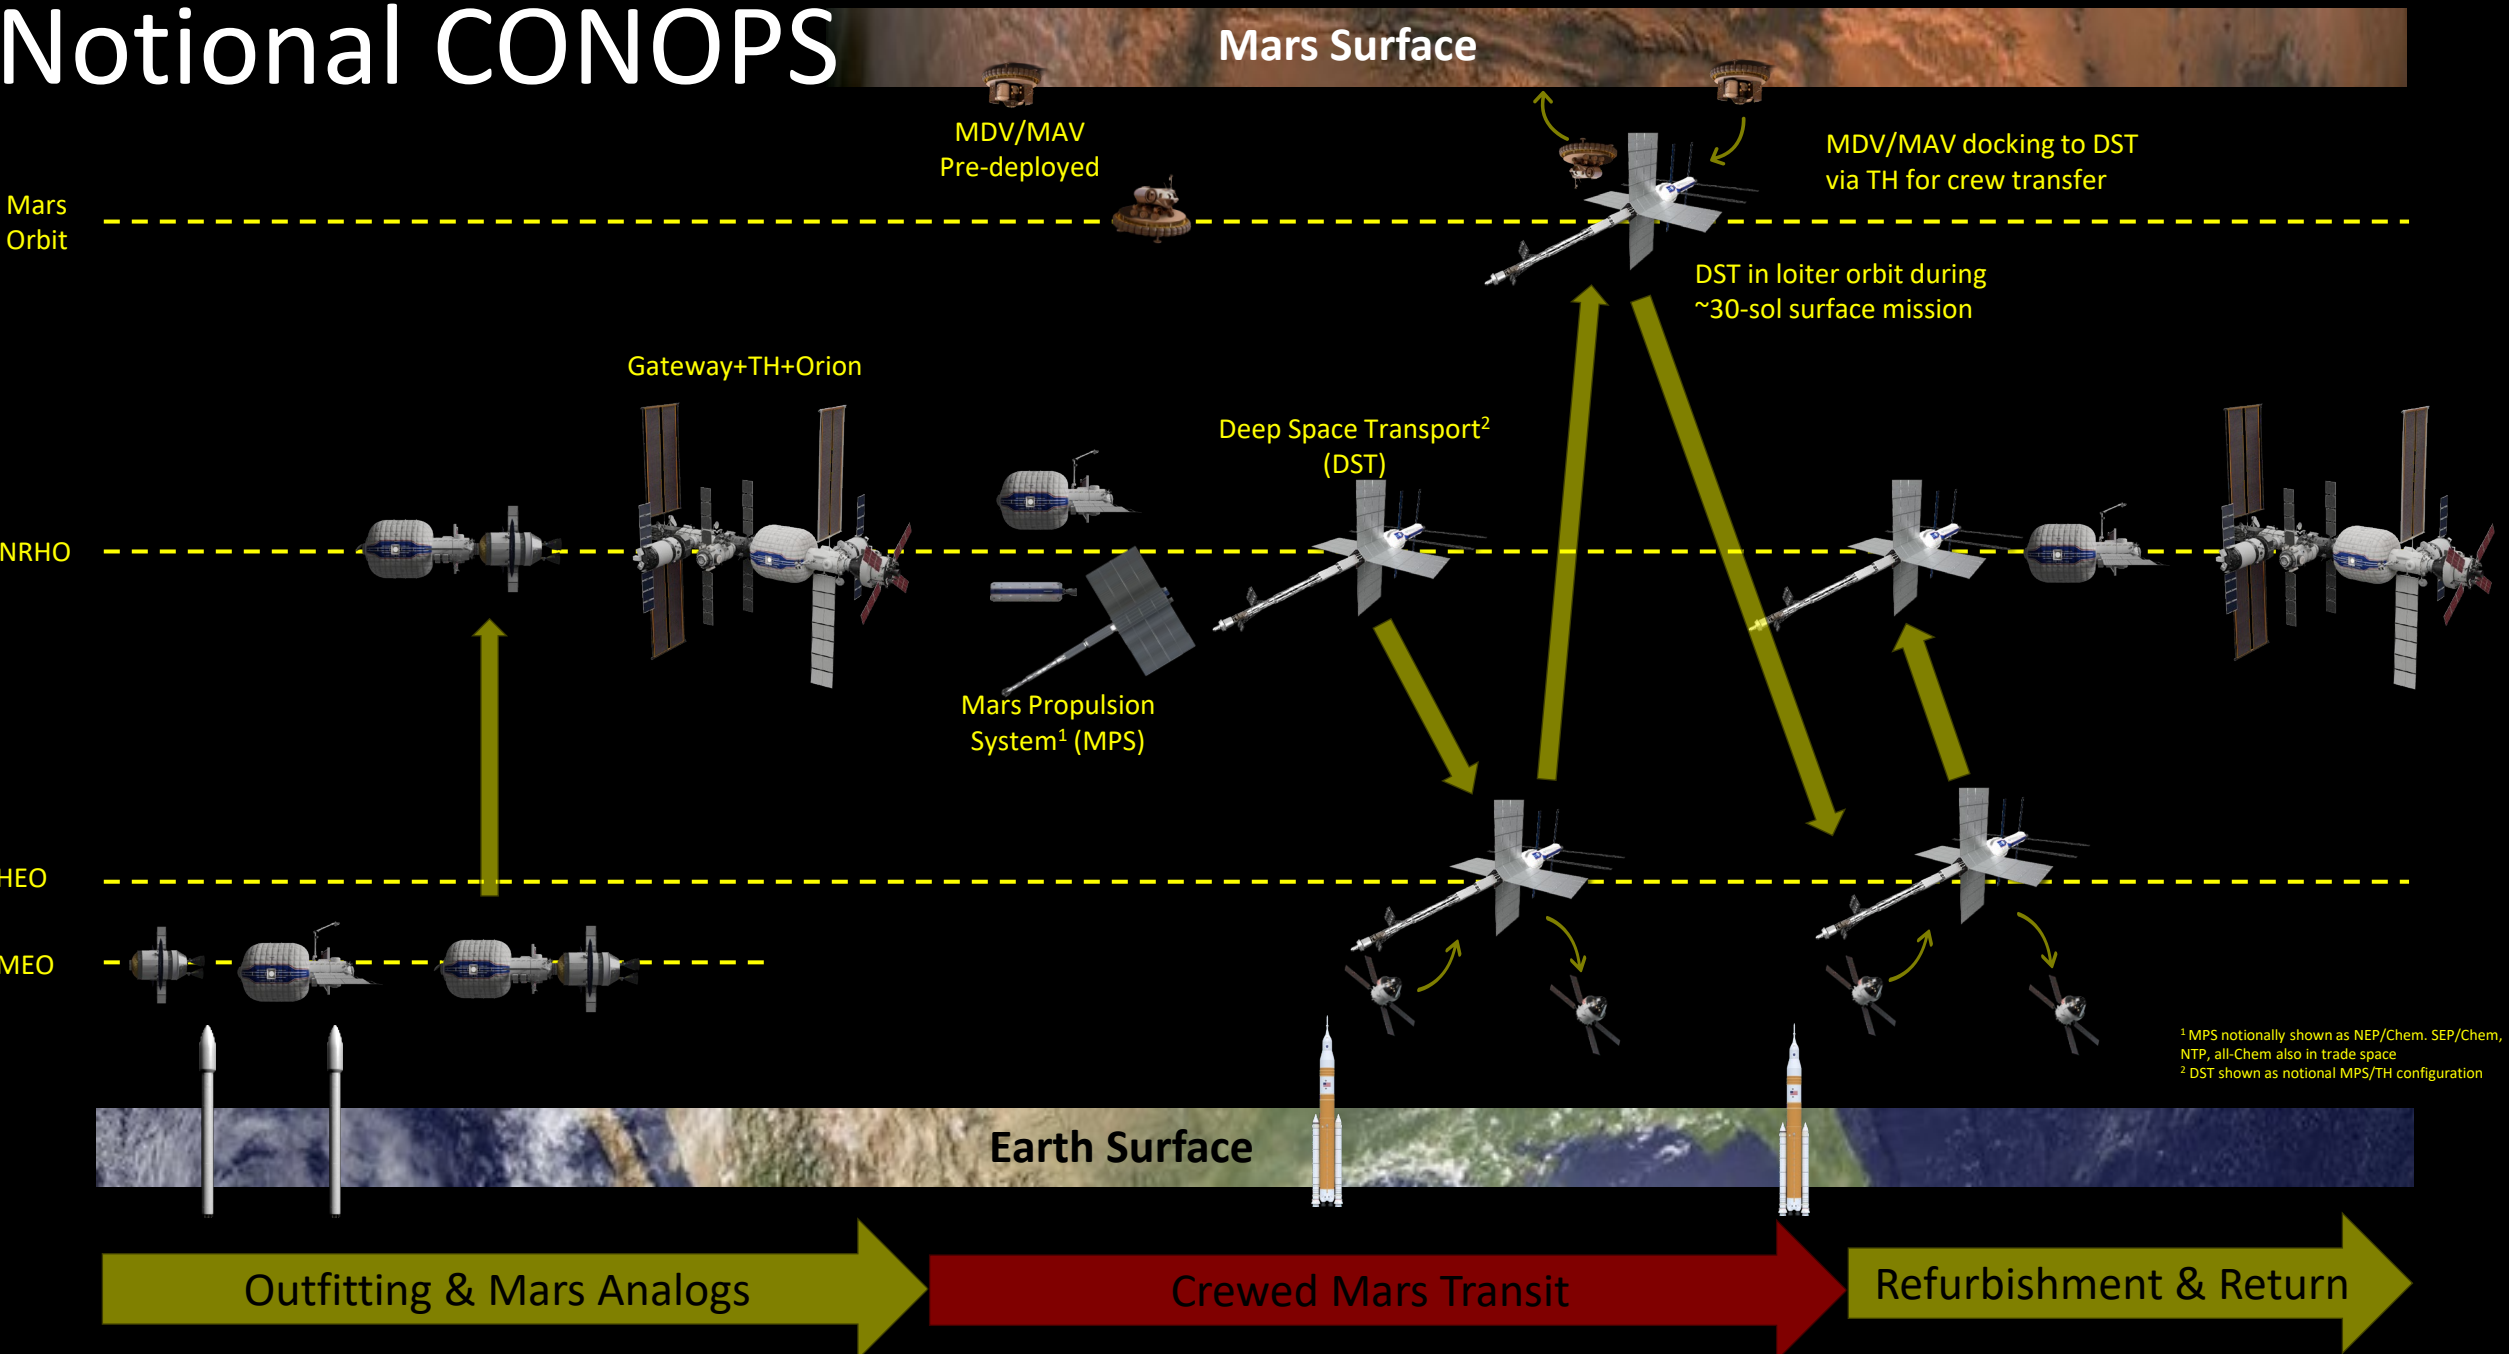 Notional CONOPS
Mars Surface
MDV/MAV
Pre-deployed
MDV/MAV docking to DST
via TH for crew transfer
Mars
Orbit
DST in loiter orbit during
~30-sol surface mission
Gateway+TH+Orion
Deep Space Transport²
(DST)
NRHO
Mars Propulsion
System¹ (MPS)
HEO
MEO
¹ MPS notionally shown as NEP/Chem. SEP/Chem,
NTP, all-Chem also in trade space
² DST shown as notional MPS/TH configuration
Earth Surface
Outfitting & Mars Analogs
Crewed Mars Transit
Refurbishment & Return